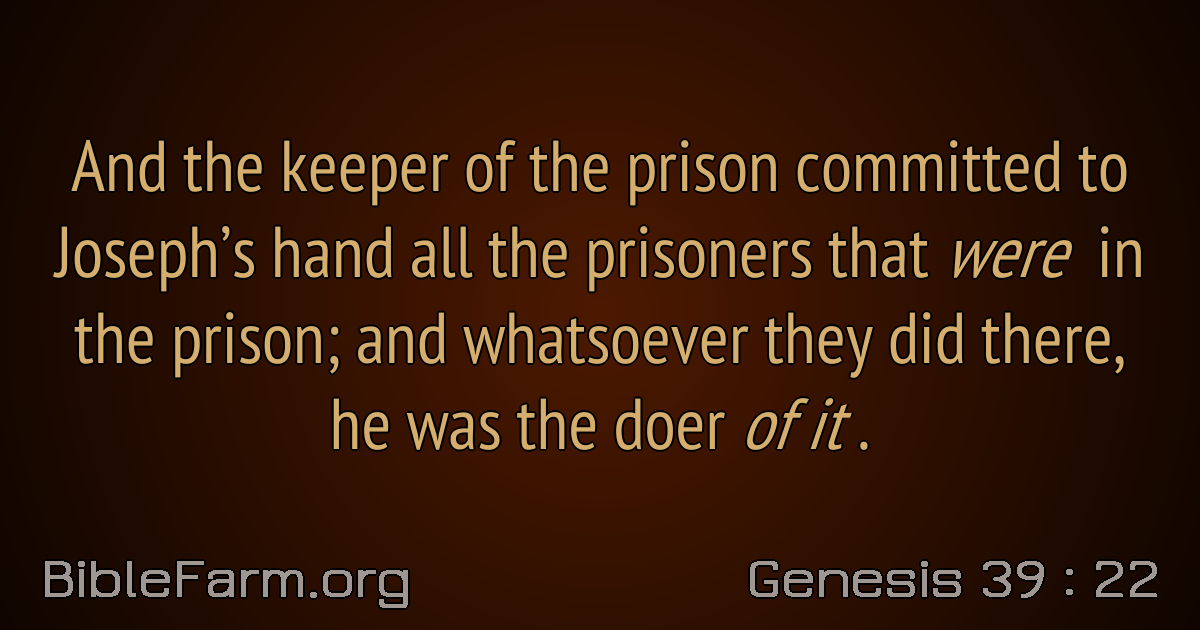 And the keeper of the prison committed to
Joseph’s hand all the prisoners that were in
the prison; and whatsoever they did there,
he was the doer of it .
BibleFarm.org
Genesis 39 : 22